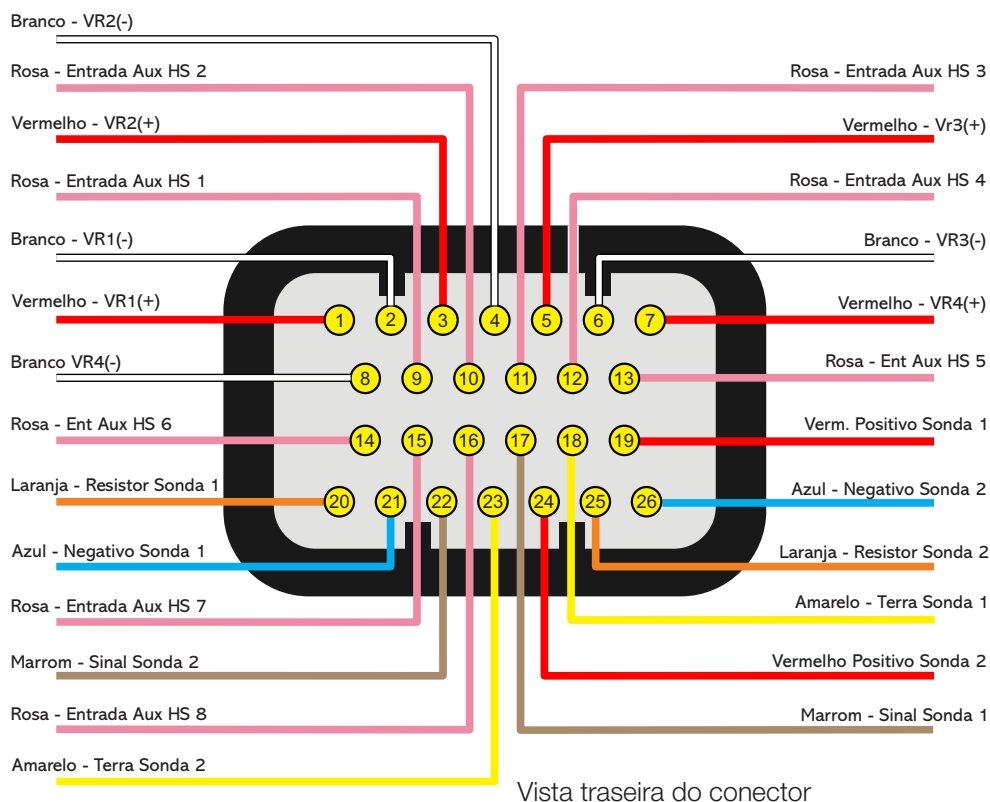 Branco - VR2(-)
Rosa - Entrada Aux HS 2
Vermelho - VR2(+)
Rosa - Entrada Aux HS 1
Branco - VR1(-)
Vermelho - VR1(+)
Branco VR4(-)
Rosa - Ent Aux HS 6
Laranja - Resistor Sonda 1
Azul - Negativo Sonda 1
Rosa - Entrada Aux HS 7
Marrom - Sinal Sonda 2
Rosa - Entrada Aux HS 8
Amarelo - Terra Sonda 2
1 2 3 4 5 6 7
8 9 10 11 12 13
14 15 16 17 18 19
20 21 22 23 24 25 26
Rosa - Entrada Aux HS 3
Vermelho - Vr3(+)
Rosa - Entrada Aux HS 4
Branco - VR3(-)
Vermelho - VR4(+)
Rosa - Ent Aux HS 5
Verm. Positivo Sonda 1
Azul - Negativo Sonda 2
Laranja - Resistor Sonda 2
Amarelo - Terra Sonda 1
Vermelho Positivo Sonda 2
Marrom - Sinal Sonda 1
Vista traseira do conector